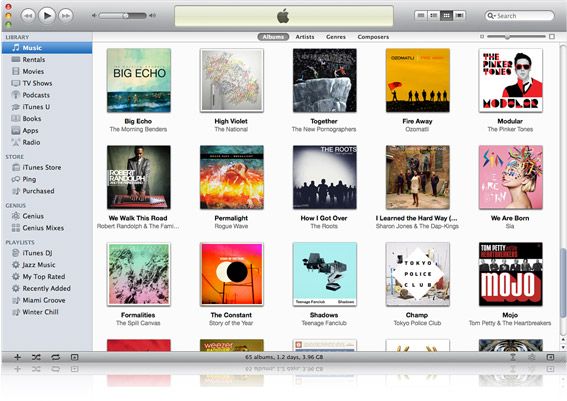 Search
LIBRARY
Albums
Artists
Genres
Composers
Music
Rentals
Movies
TV Shows
Podcasts
iTunes U
Books
Apps
Radio
STORE
iTunes Store
Ping
Purchased
GENIUS
Genius
Genius Mixes
PLAYLISTS
iTunes DJ
Jazz Music
My Top Rated
Recently Added
Miami Groove
Winter Chill
BIG ECHO
Big Echo
The Morning Benders
High Violet
The National
Together
The New Pornographers
OZOMATLI
Fire Away
Ozomatli
THE
PINKER
TONES
MODULAR
Modular
The Pinker Tones
ROBERT
RANDOLPH
We Walk This Road
Robert Randolph & The Fami...
Permalight
Rogue Wave
THE ROOTS
How I Got Over
The Roots
I Learned the Hard Way (...
Sharon Jones & The Dap-Kings
We Are Born
Sia
Formalities
The Spill Canvas
The Constant
Story of the Year
Teenage Fanclub
Shadows
Shadows
Teenage Fanclub
TOKYO
POLICE
CLUB
Champ
Tokyo Police Club
TOM PETTY
HEARTBREAKERS
MOJO
Mojo
Tom Petty & The Heartbreakers
weezer
65 albums, 1.2 days, 3.96 GB